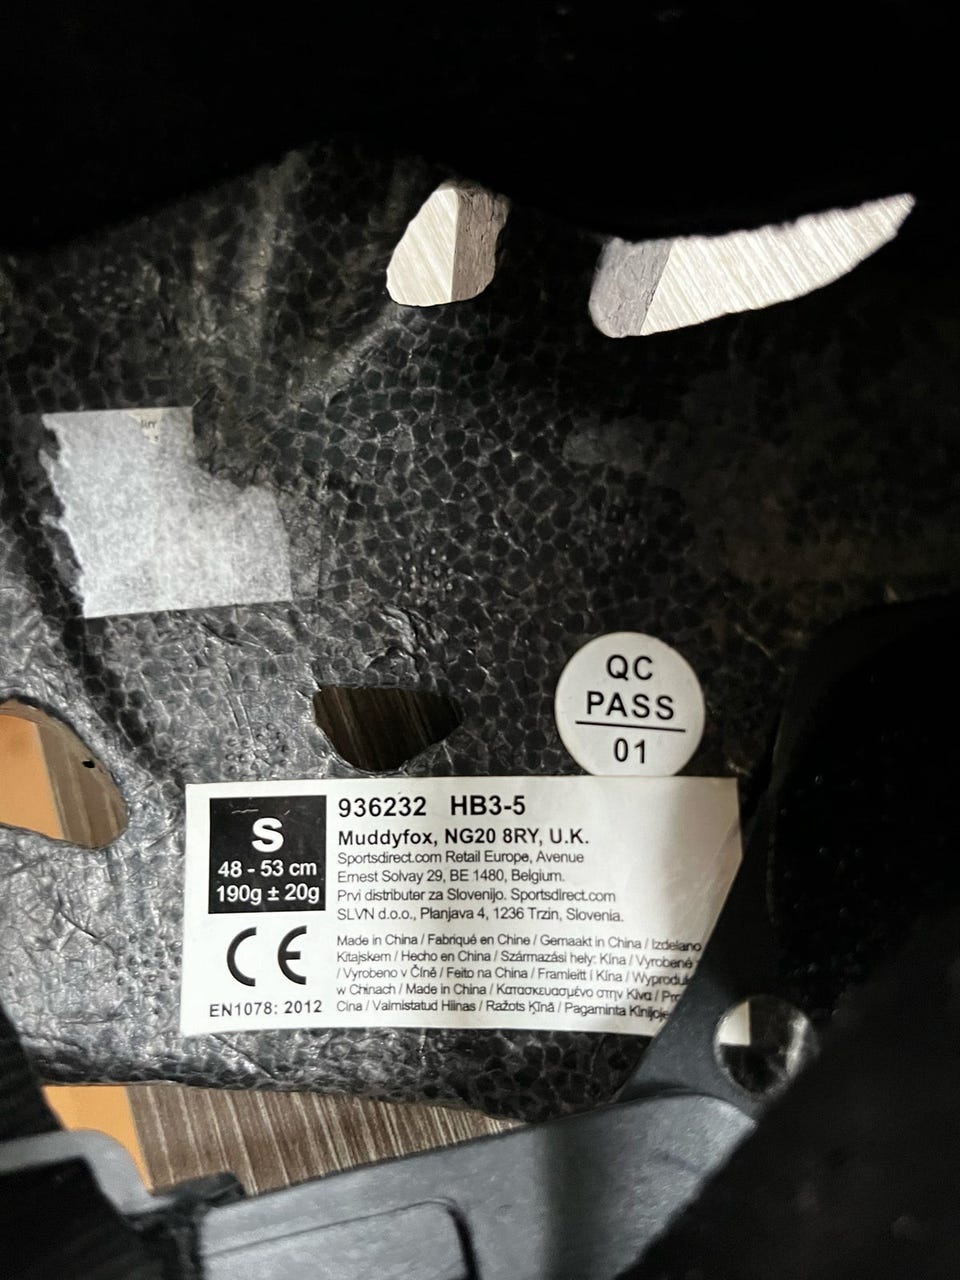 QC
PASS
01
S
48 - 53 cm
190g ± 20g
CE
EN1078: 2012
936232 HB3-5
Muddyfox, NG20 8RY, U.K.
Sportsdirect.com Retail Europe, Avenue
Ernest Solvay 29, BE 1480, Belgium.
Prvi distributer za Slovenijo. Sportsdirect.com
SLVN d.o.o., Planjava 4, 1236 Trzin, Slovenia.
Made in China / Fabriqué en Chine / Gemaakt in China / Izdelano
Kitajskem / Hecho en China / Származási hely: Kína / Vyrobené
/ Vyrobeno v Číně / Feito na China / Framleitt í Kína /
w Chinach / Made in China / Κατασκευασμένο στην Κίνα /
Cina / Valmistatud Hiinas / Ražots Ķīnā / Pagaminta Kinijoje